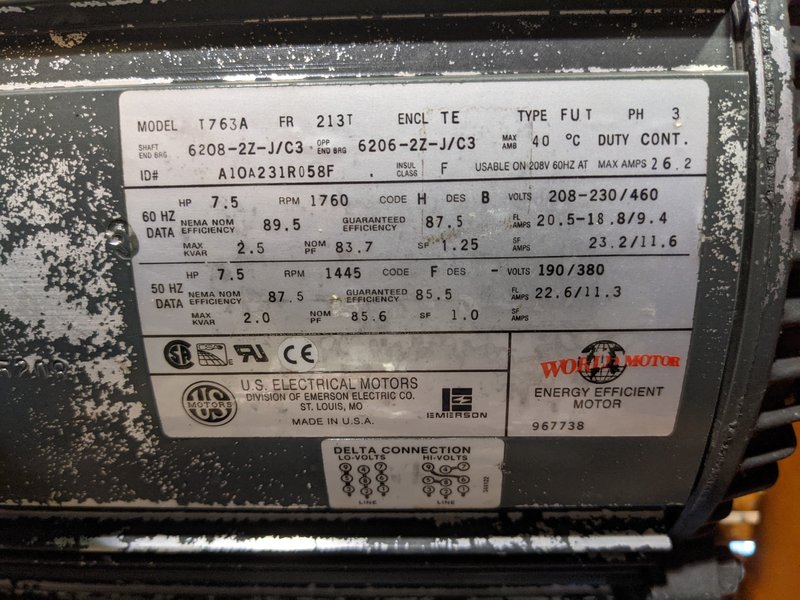 MODEL T763A FR 213T ENCL TE TYPE FUT PH 3
SHAFT END BRG 6208-2Z-J/C3 OPP END BRG 6206-2Z-J/C3 MAX AMB 40 °C DUTY CONT.
ID# A10A231R058F . INSUL CLASS F USABLE ON 208V 60HZ AT MAX AMPS 26.2
60 HZ DATA
HP 7.5 RPM 1760 CODE H DES B VOLTS 208-230/460
NEMA NOM EFFICIENCY 89.5 GUARANTEED EFFICIENCY 87.5 FL AMPS 20.5-18.8/9.4
MAX KVAR 2.5 NOM PF 83.7 SF 1.25 SF AMPS 23.2/11.6
50 HZ DATA
HP 7.5 RPM 1445 CODE F DES - VOLTS 190/380
NEMA NOM EFFICIENCY 87.5 GUARANTEED EFFICIENCY 85.5 FL AMPS 22.6/11.3
MAX KVAR 2.0 NOM PF 85.6 SF 1.0 SF AMPS
CE
US MOTORS
U.S. ELECTRICAL MOTORS
DIVISION OF EMERSON ELECTRIC CO.
ST. LOUIS, MO
MADE IN U.S.A.
EMERSON
WORLD MOTOR
ENERGY EFFICIENT
MOTOR
967738
DELTA CONNECTION
LO-VOLTS HI-VOLTS
LINE LINE